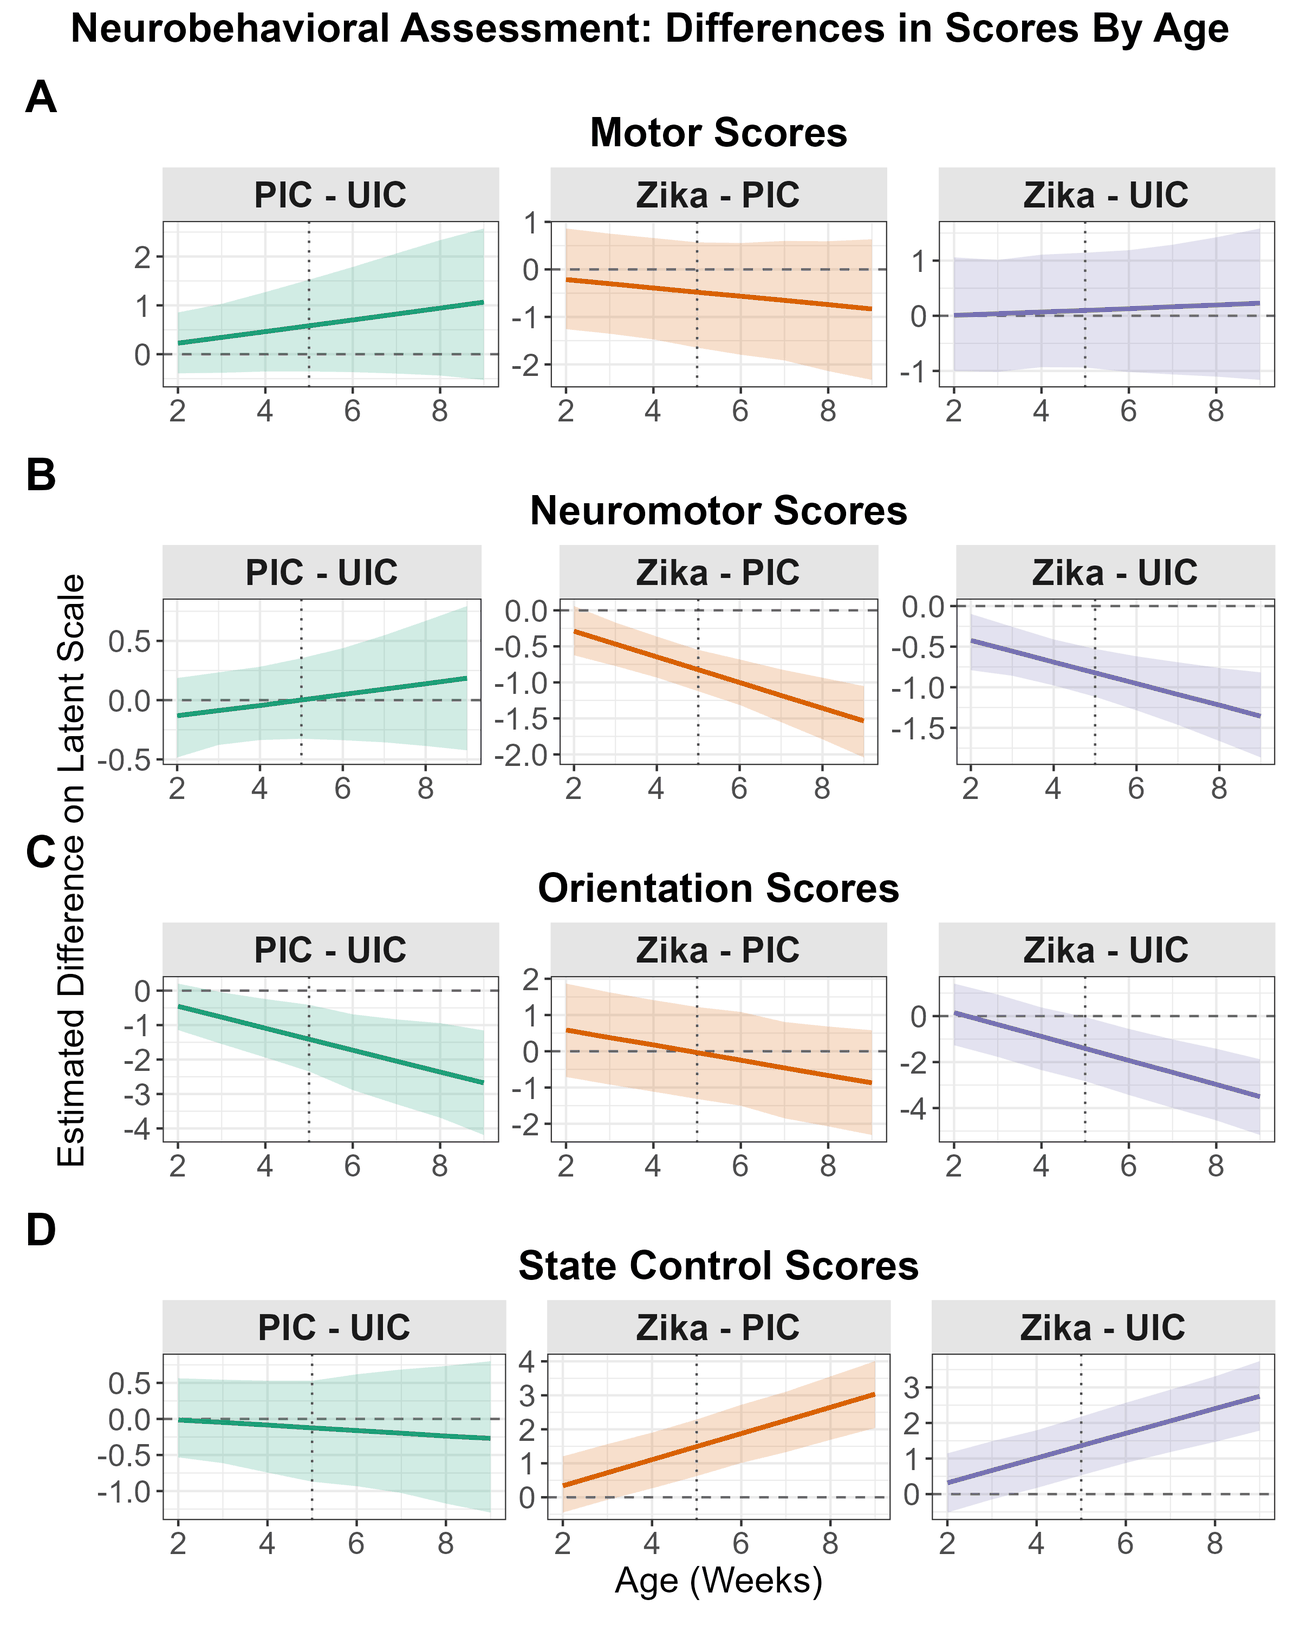 Neurobehavioral Assessment: Differences in Scores By Age
A
Motor Scores
PIC - UIC
Zika - PIC
Zika - UIC
2
1
0
2 4 6 8
1
0
-1
-2
2 4 6 8
1
0
-1
2 4 6 8
B
Neuromotor Scores
PIC - UIC
Zika - PIC
Zika - UIC
0.5
0.0
-0.5
2 4 6 8
0.0
-0.5
-1.0
-1.5
-2.0
2 4 6 8
0.0
-0.5
-1.0
-1.5
2 4 6 8
Estimated Difference on Latent Scale
C
Orientation Scores
PIC - UIC
Zika - PIC
Zika - UIC
0
-1
-2
-3
-4
2 4 6 8
2
1
0
-1
-2
2 4 6 8
0
-2
-4
2 4 6 8
D
State Control Scores
PIC - UIC
Zika - PIC
Zika - UIC
0.5
0.0
-0.5
-1.0
2 4 6 8
4
3
2
1
0
2 4 6 8
3
2
1
0
2 4 6 8
Age (Weeks)